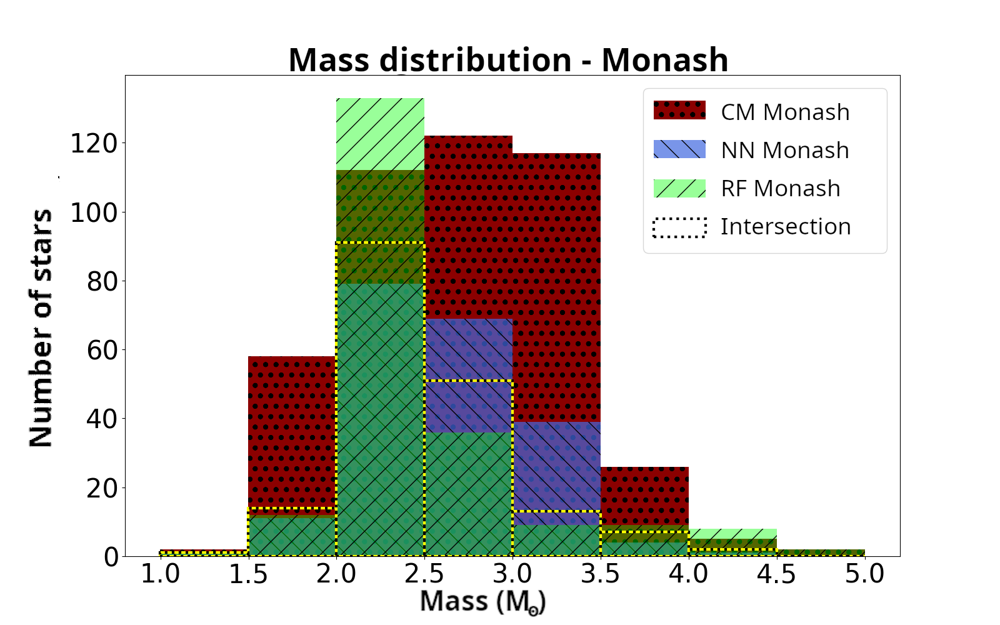 Mass distribution - Monash
CM Monash
NN Monash
RF Monash
Intersection
Number of stars
120
100
80
60
40
20
0
1.0 1.5 2.0 2.5 3.0 3.5 4.0 4.5 5.0
Mass (M⊙)